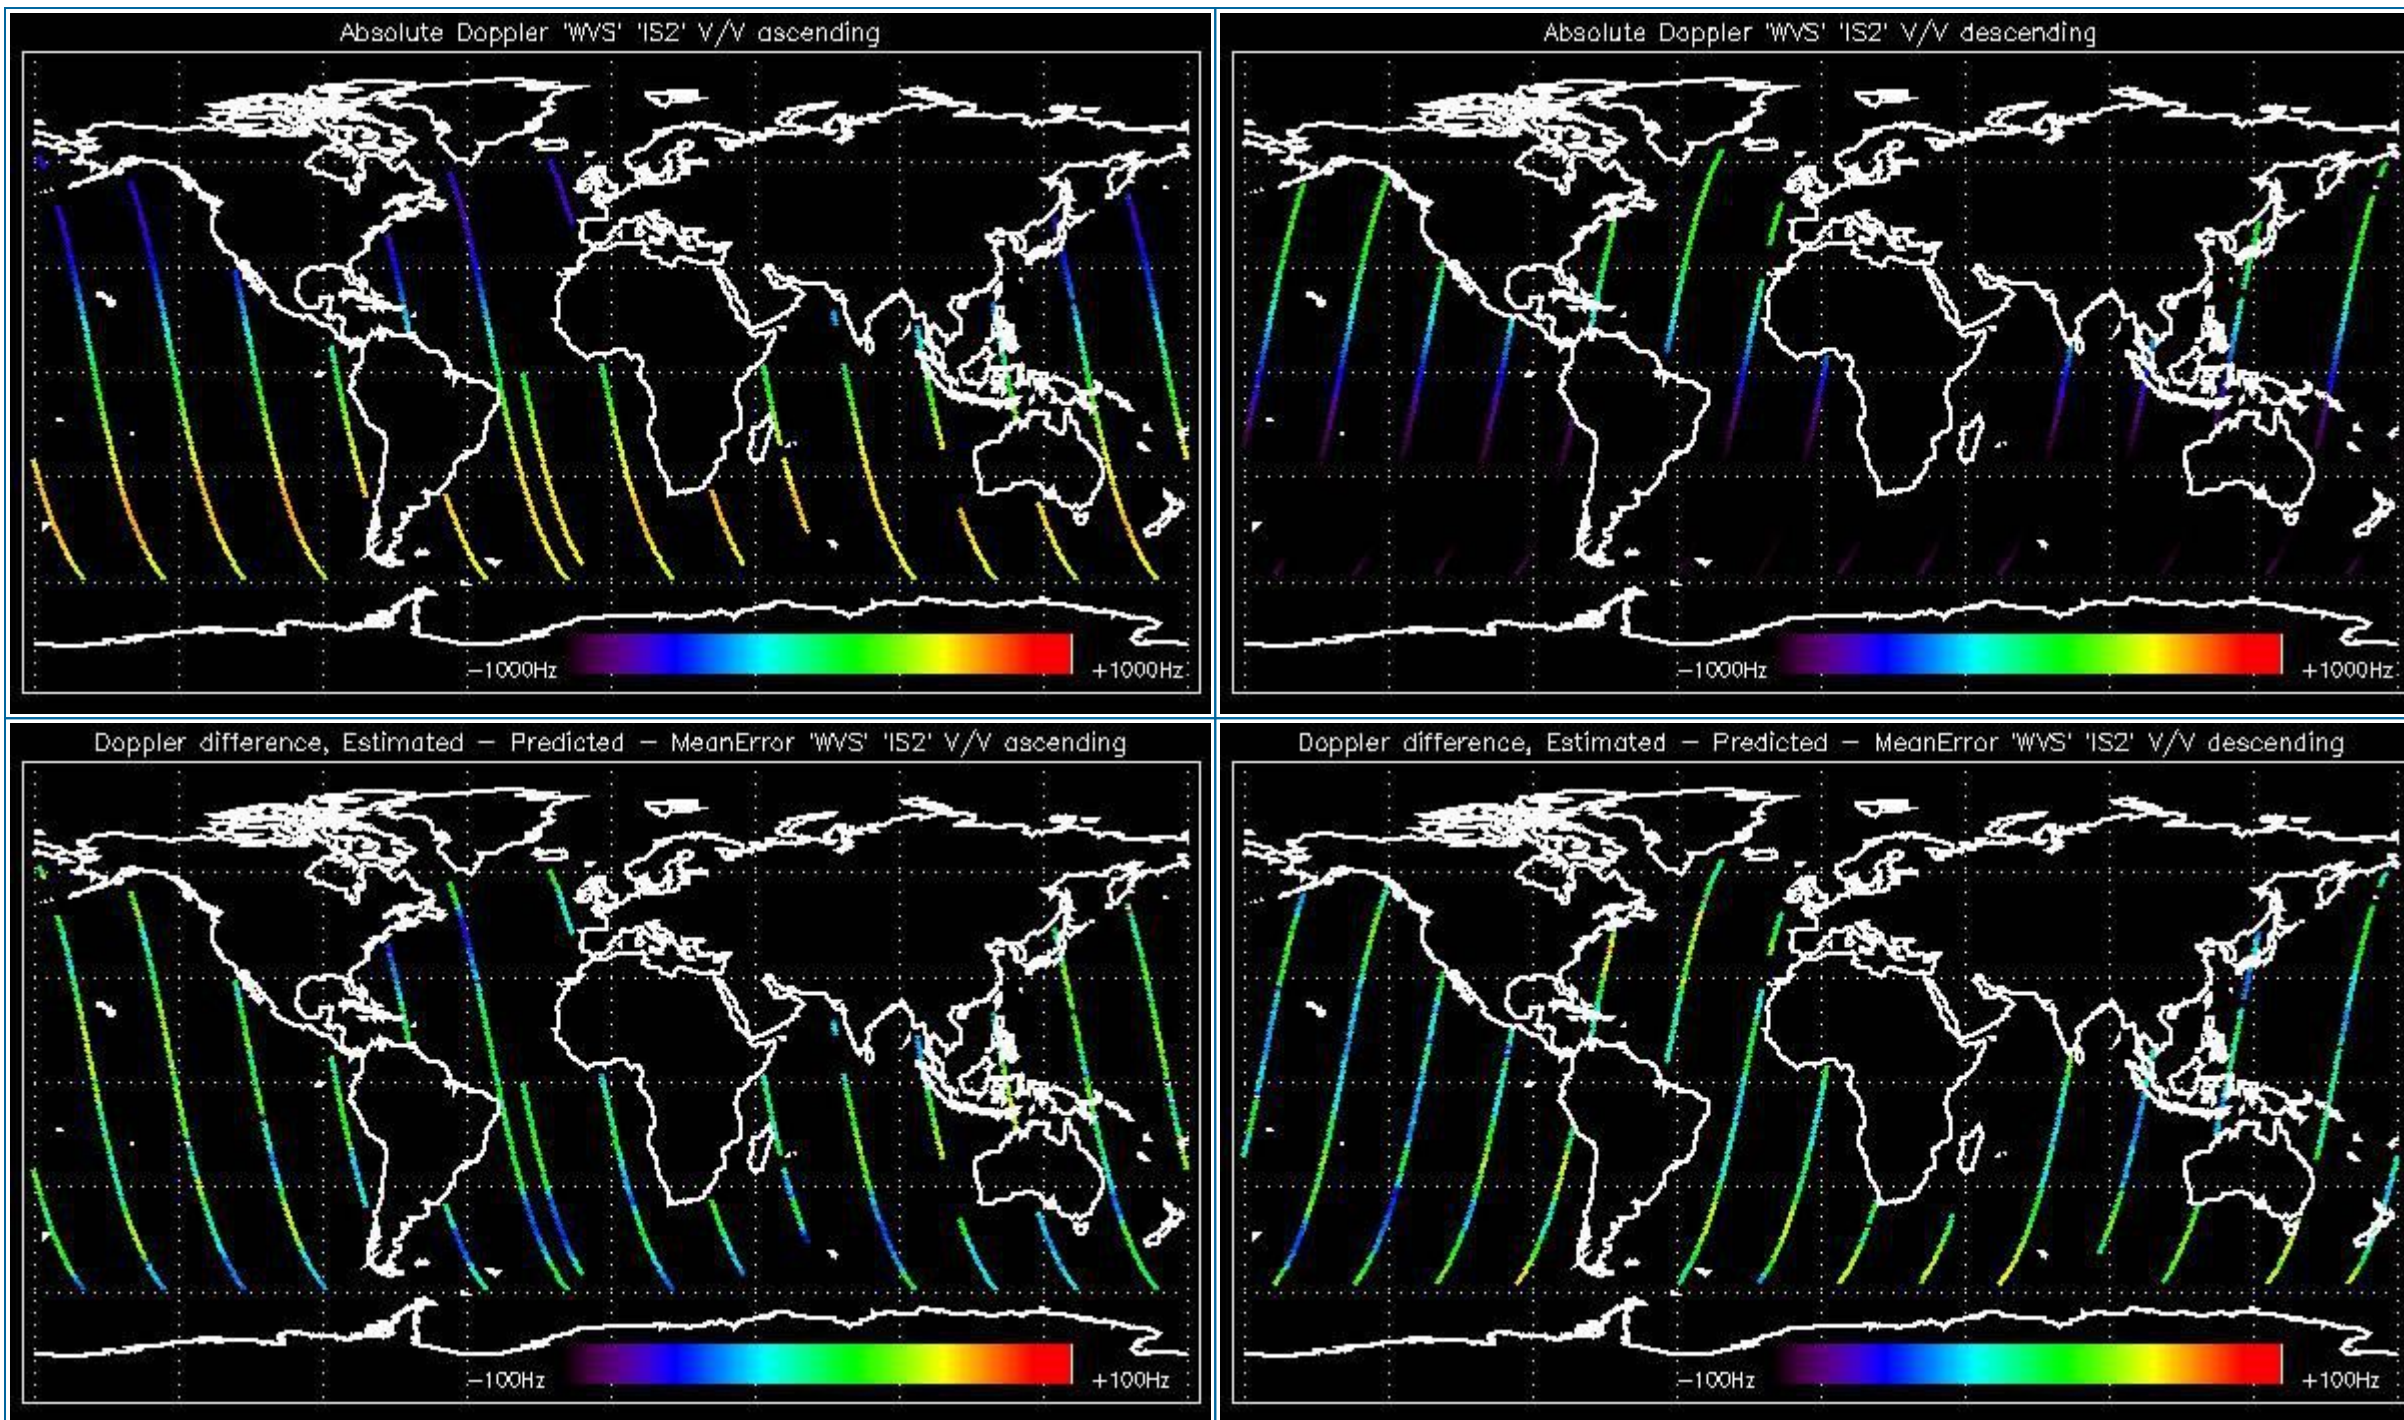 Absolute Doppler 'WVS' 'IS2' V/V ascending
-1000Hz
+1000Hz
Absolute Doppler 'WVS' 'IS2' V/V descending
-1000Hz
+1000Hz
Doppler difference, Estimated - Predicted - MeanError 'WVS' 'IS2' V/V ascending
-100Hz
+100Hz
Doppler difference, Estimated - Predicted - MeanError 'WVS' 'IS2' V/V descending
-100Hz
+100Hz